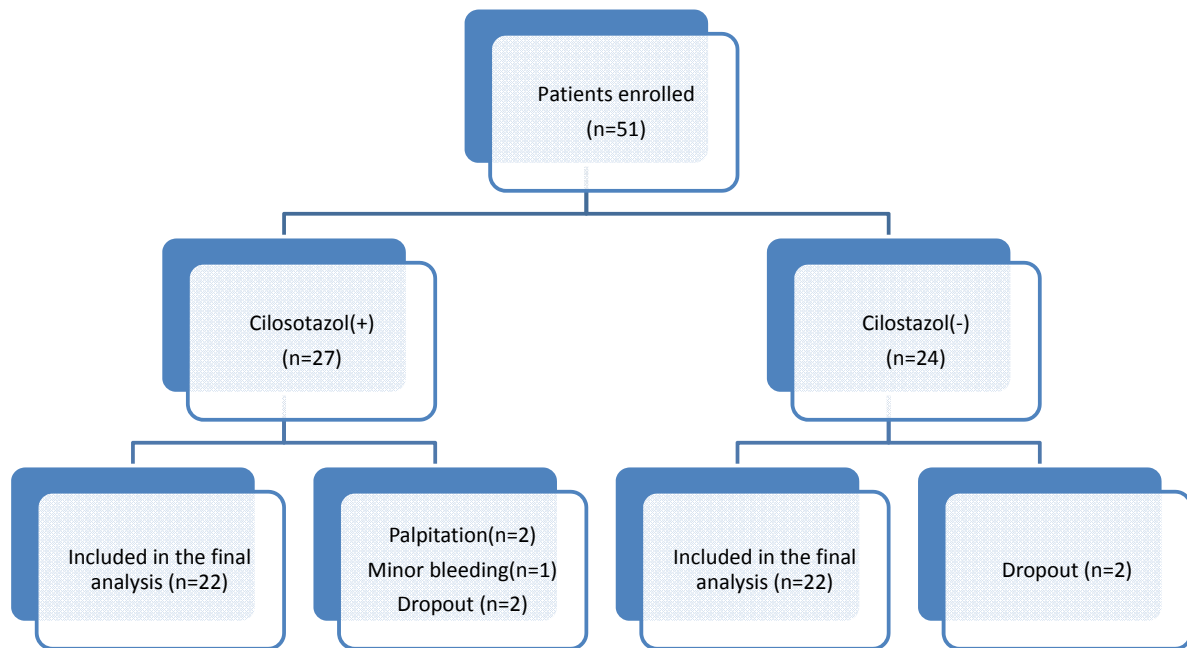 Patients enrolled
(n=51)
Cilosotazol(+)
(n=27)
Cilostazol(-)
(n=24)
Included in the final
analysis (n=22)
Palpitation(n=2)
Minor bleeding(n=1)
Dropout (n=2)
Included in the final
analysis (n=22)
Dropout (n=2)